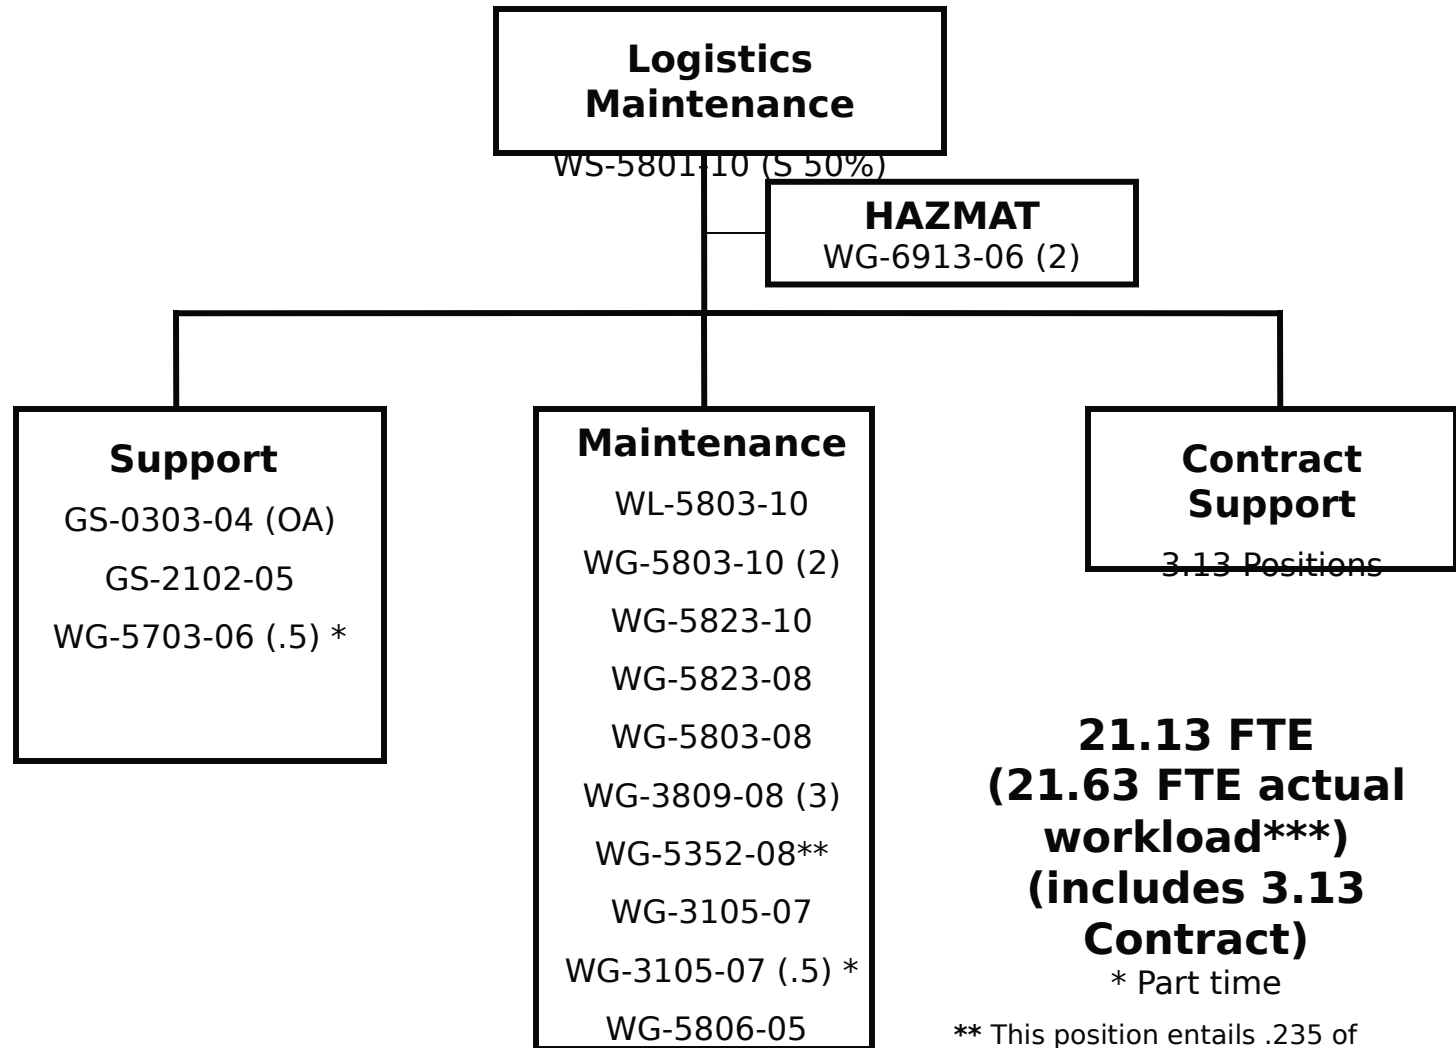 Logistics
Maintenance
WS-5801-10 (S 50%)
HAZMAT
WG-6913-06 (2)
Support
GS-0303-04 (OA)
GS-2102-05
WG-5703-06 (.5) *
Maintenance
WL-5803-10
WG-5803-10 (2)
WG-5823-10
WG-5823-08
WG-5803-08
WG-3809-08 (3)
WG-5352-08**
WG-3105-07
WG-3105-07 (.5) *
WG-5806-05
Contract
Support
3.13 Positions
21.13 FTE
(21.63 FTE actual
workload***)
(includes 3.13
Contract)
* Part time
** This position entails .235 of